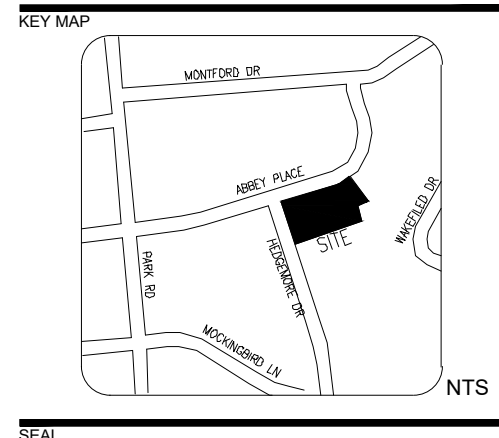 KEY MAP
MONTFORD DR
ABBEY PLACE
WAKEFILED DR
SITE
HEDGEMORE DR
PARK RD
MOCKINGBIRD LN
NTS
SEAL